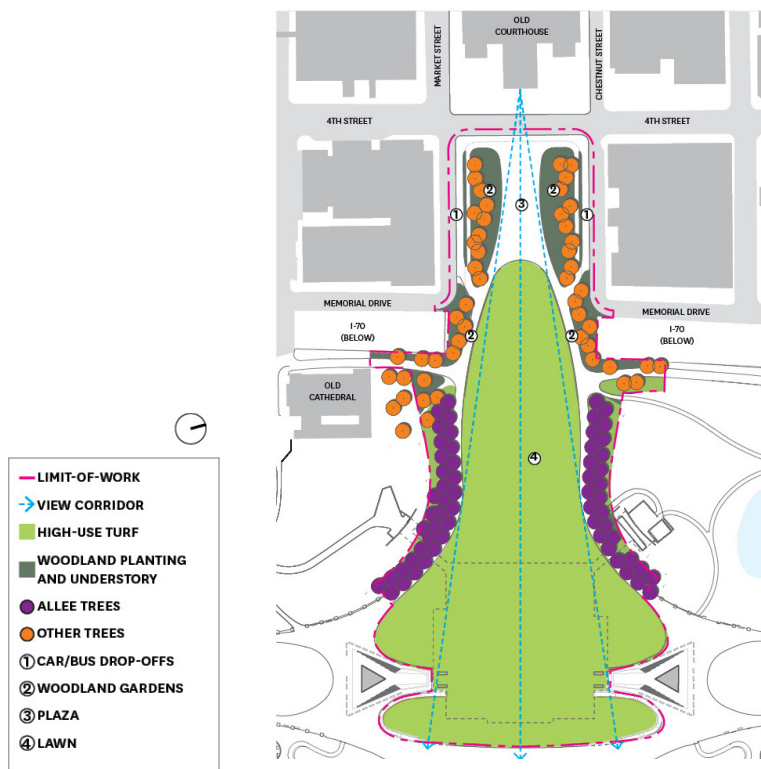 OLD
COURTHOUSE
MARKET STREET
CHESTNUT STREET
4TH STREET
4TH STREET
2
2
3
1
1
MEMORIAL DRIVE
MEMORIAL DRIVE
I-70
(BELOW)
I-70
(BELOW)
2
2
OLD
CATHEDRAL
4
LIMIT-OF-WORK
VIEW CORRIDOR
HIGH-USE TURF
WOODLAND PLANTING
AND UNDERSTORY
ALLEE TREES
OTHER TREES
1 CAR/BUS DROP-OFFS
2 WOODLAND GARDENS
3 PLAZA
4 LAWN